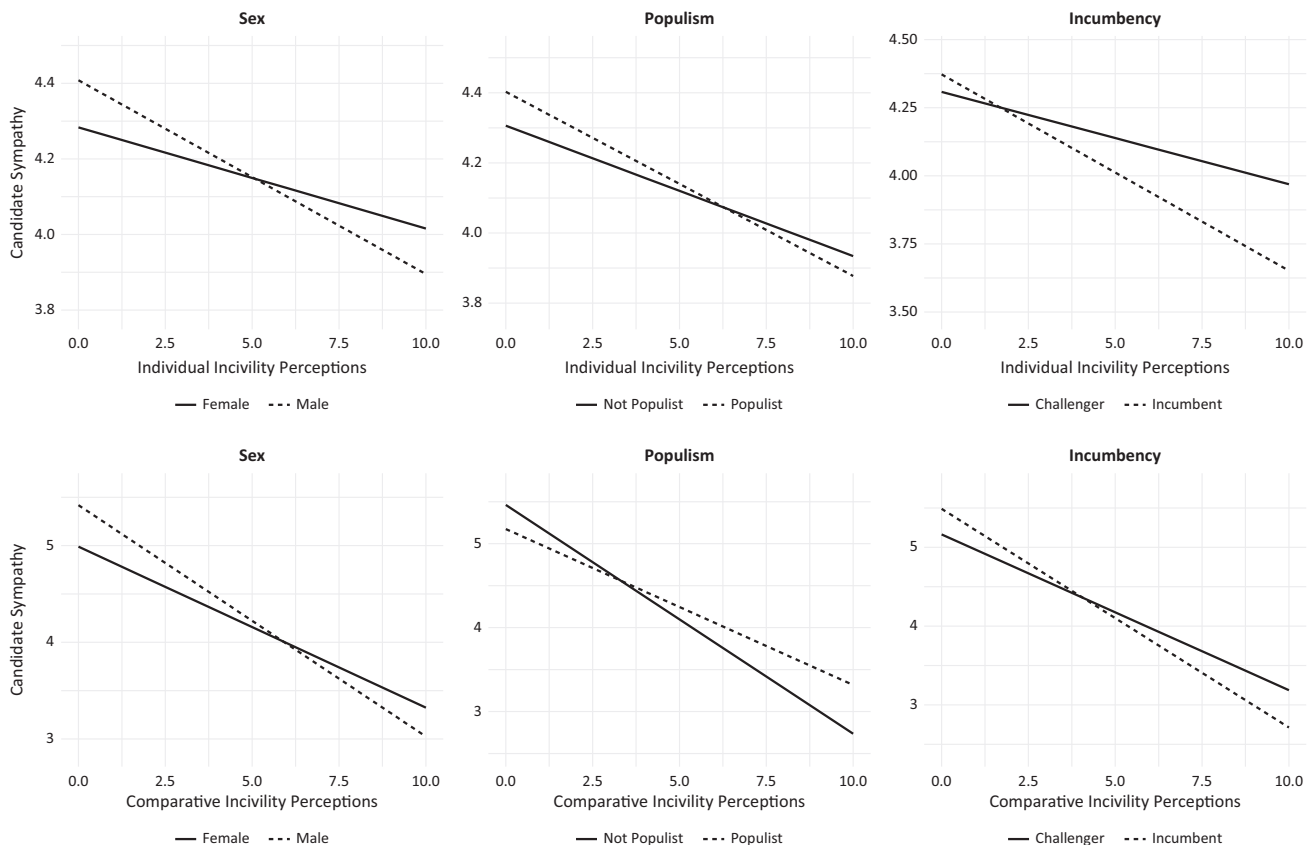 Sex
Populism
Incumbency
Candidate Sympathy
4.4
4.2
4.0
3.8
4.4
4.2
4.0
3.8
4.50
4.25
4.00
3.75
3.50
0.0 2.5 5.0 7.5 10.0
0.0 2.5 5.0 7.5 10.0
0.0 2.5 5.0 7.5 10.0
Individual Incivility Perceptions
Individual Incivility Perceptions
Individual Incivility Perceptions
Female Male
Not Populist Populist
Challenger Incumbent
Sex
Populism
Incumbency
Candidate Sympathy
5
4
3
5
4
3
5
4
3
0.0 2.5 5.0 7.5 10.0
0.0 2.5 5.0 7.5 10.0
0.0 2.5 5.0 7.5 10.0
Comparative Incivility Perceptions
Comparative Incivility Perceptions
Comparative Incivility Perceptions
Female Male
Not Populist Populist
Challenger Incumbent